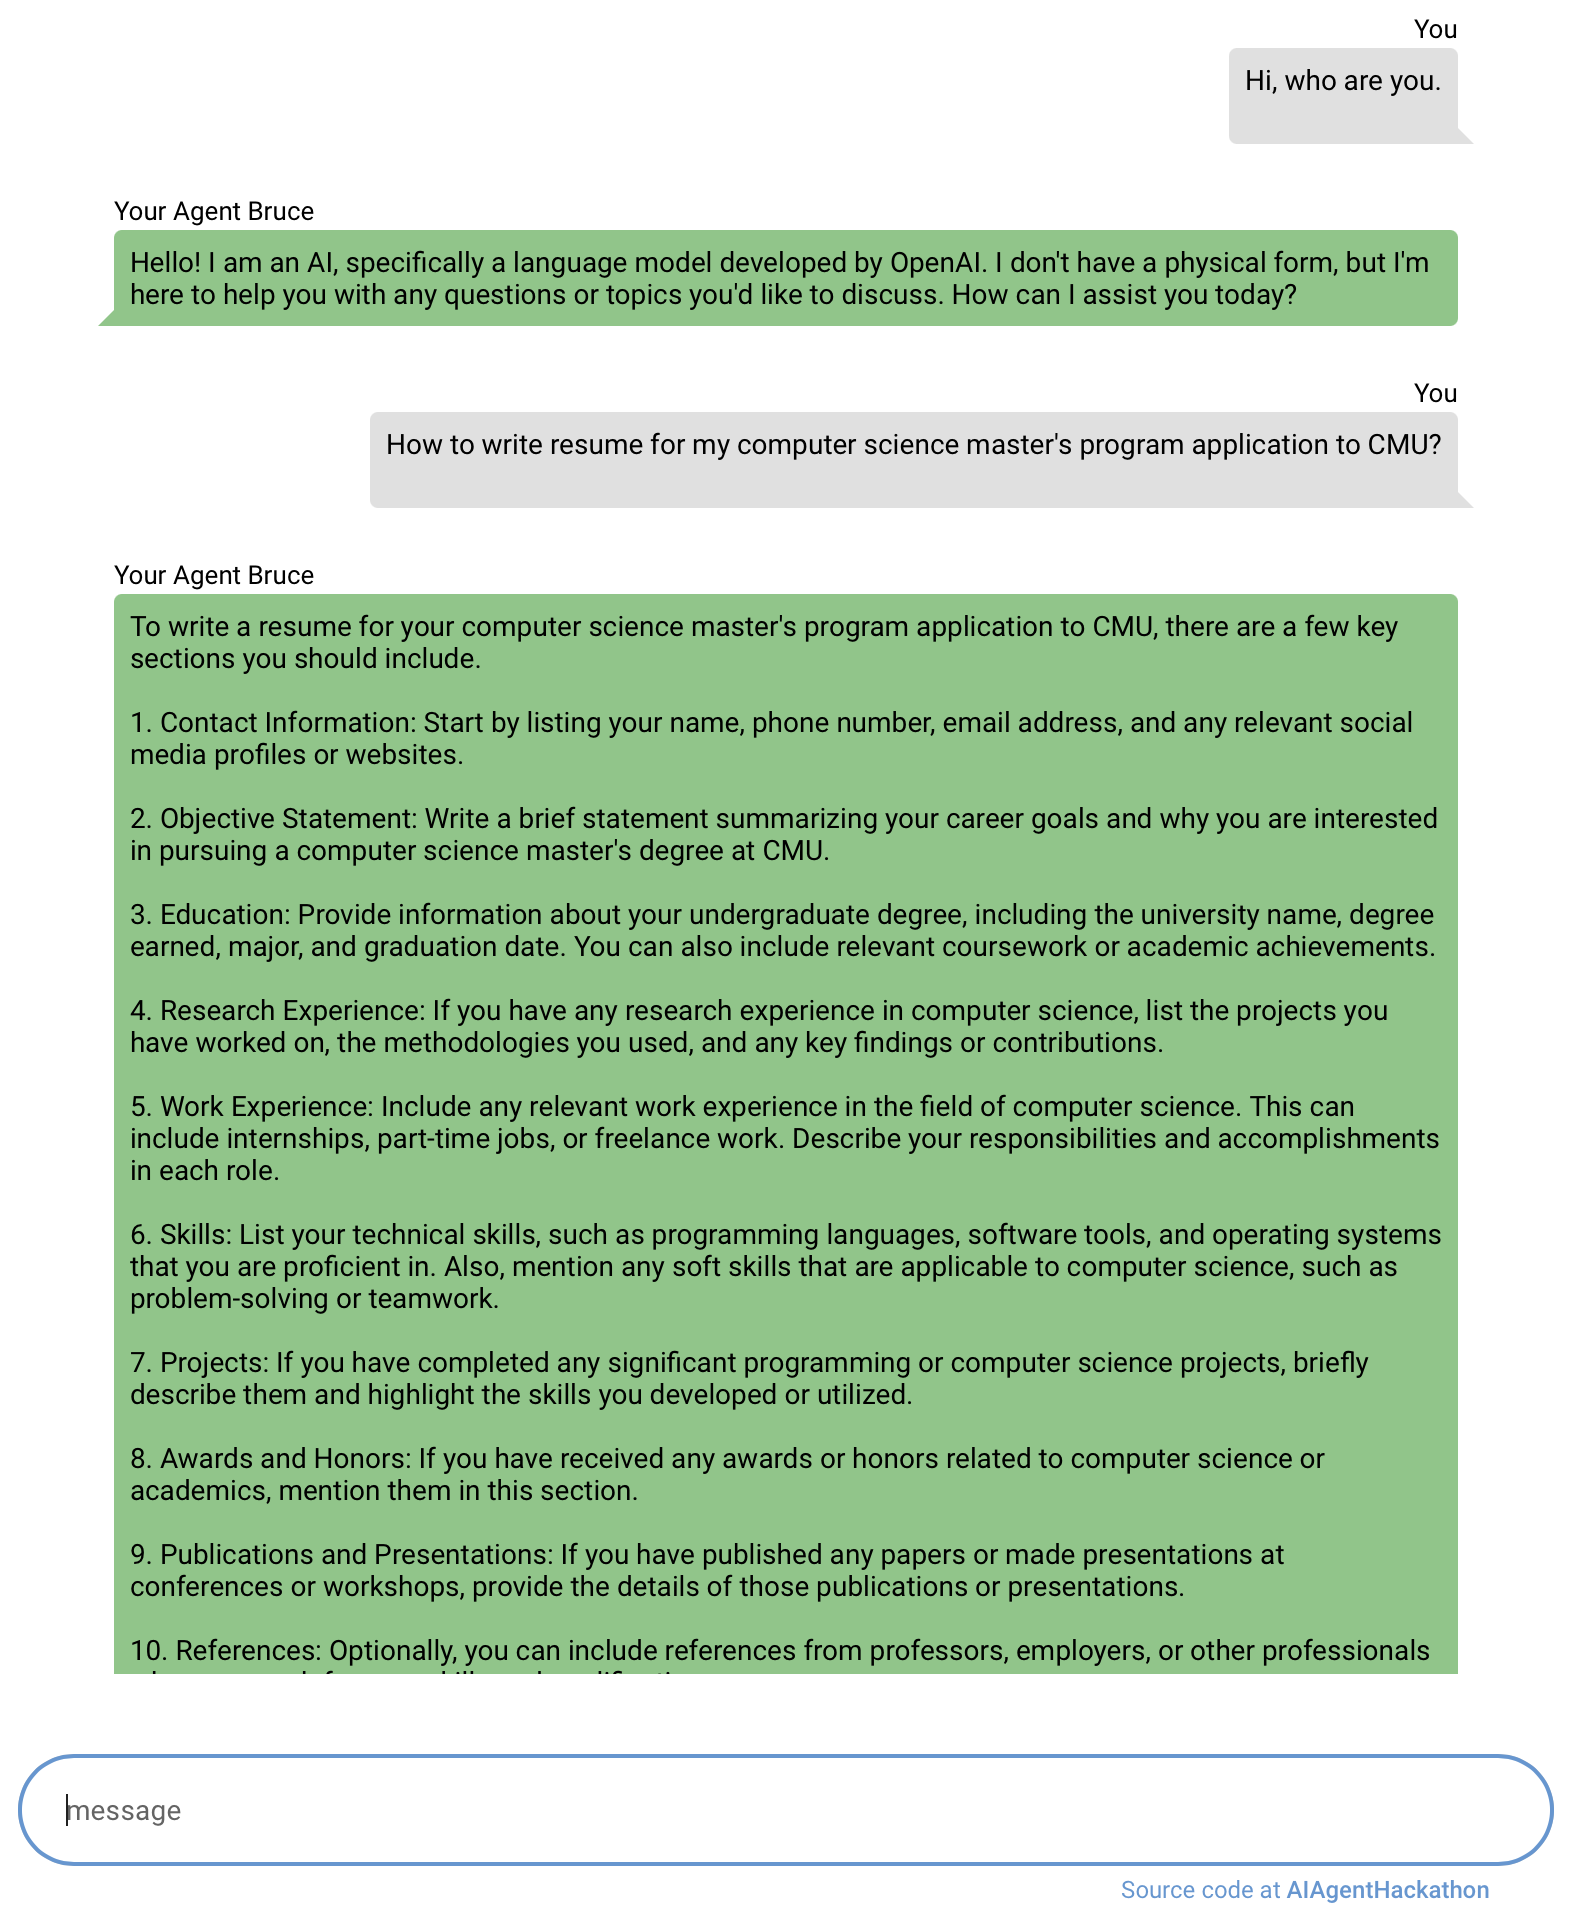 You
Hi, who are you.
Your Agent Bruce
Hello! I am an AI, specifically a language model developed by OpenAI. I don't have a physical form, but I'm
here to help you with any questions or topics you'd like to discuss. How can I assist you today?
You
How to write resume for my computer science master's program application to CMU?
Your Agent Bruce
To write a resume for your computer science master's program application to CMU, there are a few key
sections you should include.
1. Contact Information: Start by listing your name, phone number, email address, and any relevant social
media profiles or websites.
2. Objective Statement: Write a brief statement summarizing your career goals and why you are interested
in pursuing a computer science master's degree at CMU.
3. Education: Provide information about your undergraduate degree, including the university name, degree
earned, major, and graduation date. You can also include relevant coursework or academic achievements.
4. Research Experience: If you have any research experience in computer science, list the projects you
have worked on, the methodologies you used, and any key findings or contributions.
5. Work Experience: Include any relevant work experience in the field of computer science. This can
include internships, part-time jobs, or freelance work. Describe your responsibilities and accomplishments
in each role.
6. Skills: List your technical skills, such as programming languages, software tools, and operating systems
that you are proficient in. Also, mention any soft skills that are applicable to computer science, such as
problem-solving or teamwork.
7. Projects: If you have completed any significant programming or computer science projects, briefly
describe them and highlight the skills you developed or utilized.
8. Awards and Honors: If you have received any awards or honors related to computer science or
academics, mention them in this section.
9. Publications and Presentations: If you have published any papers or made presentations at
conferences or workshops, provide the details of those publications or presentations.
10. References: Optionally, you can include references from professors, employers, or other professionals
message
Source code at AIAgentHackathon